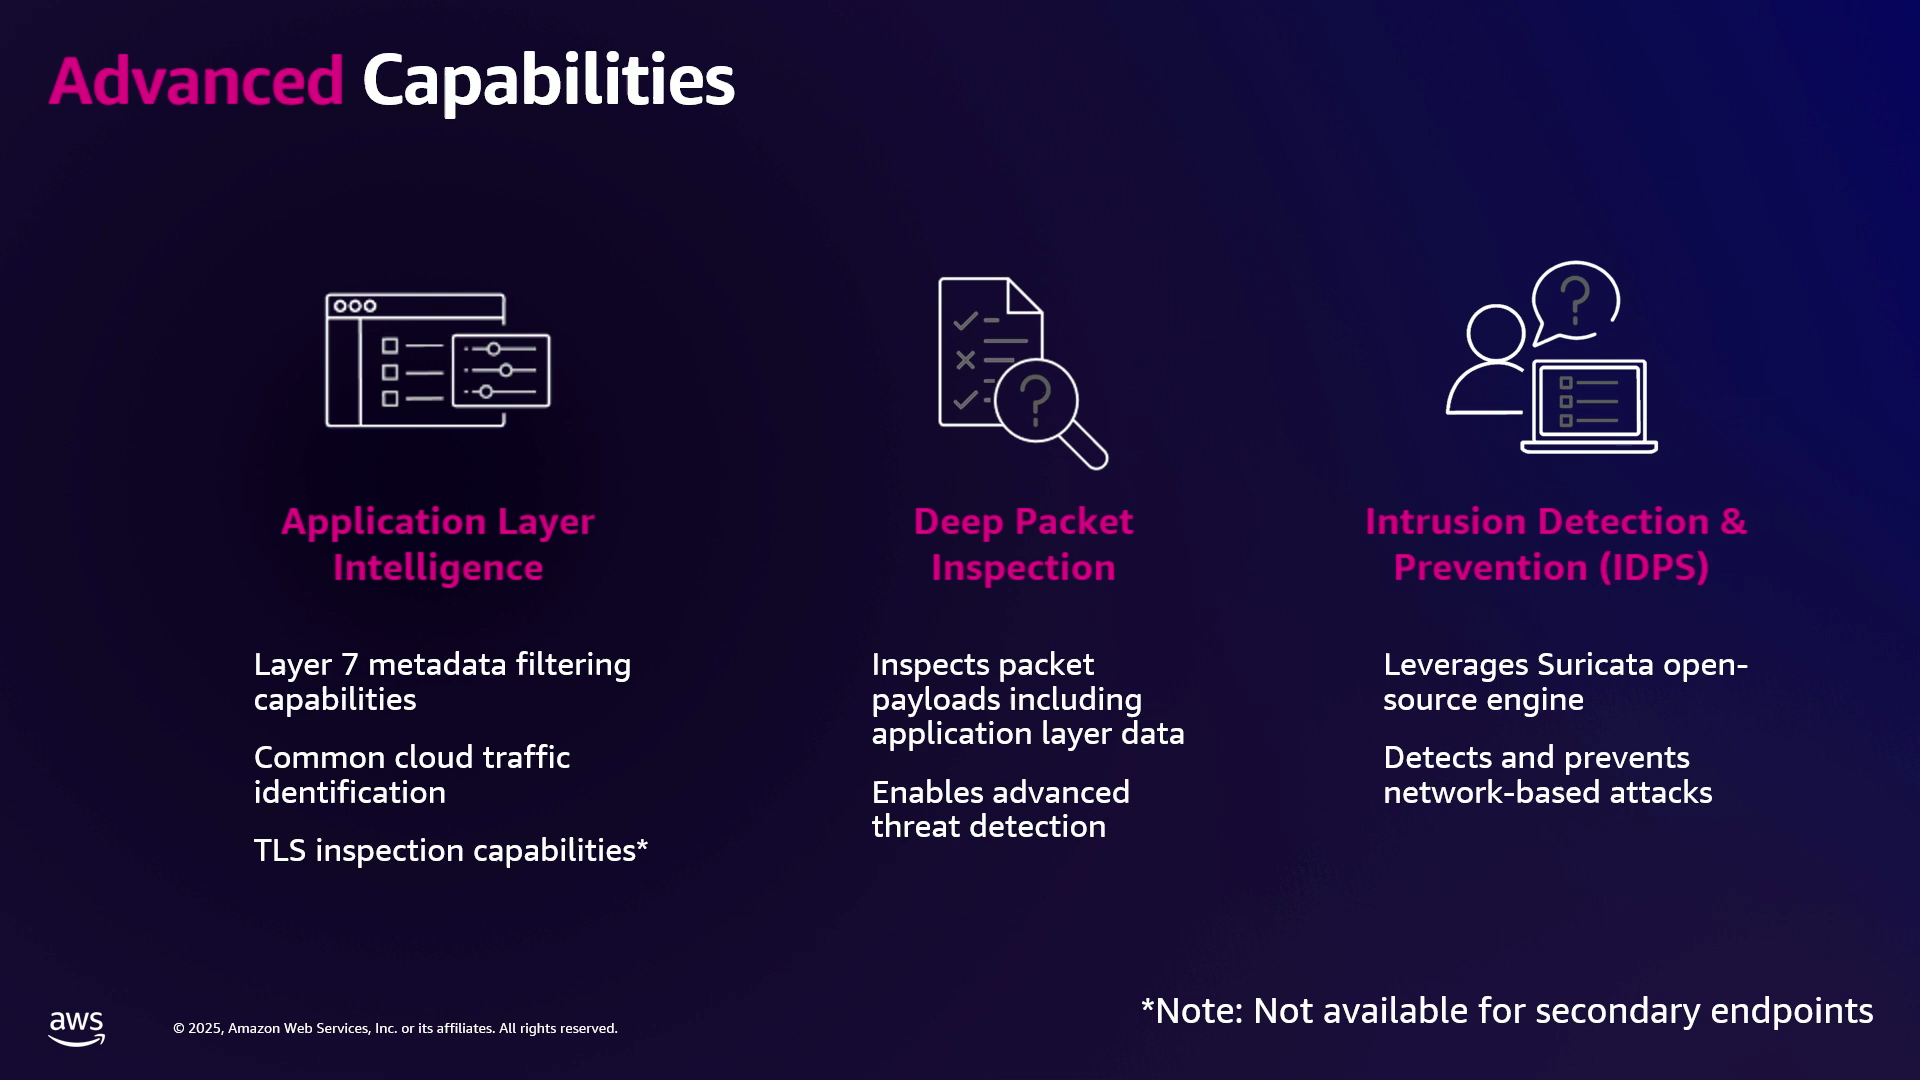 Advanced Capabilities
Application Layer
Intelligence
Layer 7 metadata filtering
capabilities
Common cloud traffic
identification
TLS inspection capabilities*
Deep Packet
Inspection
Inspects packet
payloads including
application layer data
Enables advanced
threat detection
Intrusion Detection &
Prevention (IDPS)
Leverages Suricata open-
source engine
Detects and prevents
network-based attacks
*Note: Not available for secondary endpoints
aws
© 2025, Amazon Web Services, Inc. or its affiliates. All rights reserved.